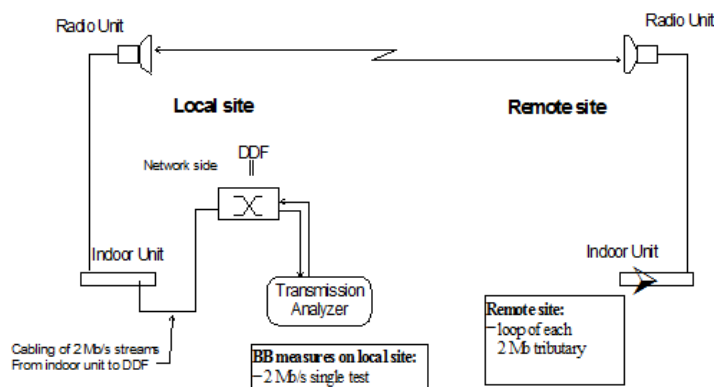 Radio Unit
Radio Unit
Local site
Remote site
DDF
Network side
Indoor Unit
Indoor Unit
Transmission
Analyzer
Cabling of 2 Mb/s streams
From indoor unit to DDF
BB measures on local site:
–2 Mb/s single test
Remote site:
–loop of each
2 Mb tributary